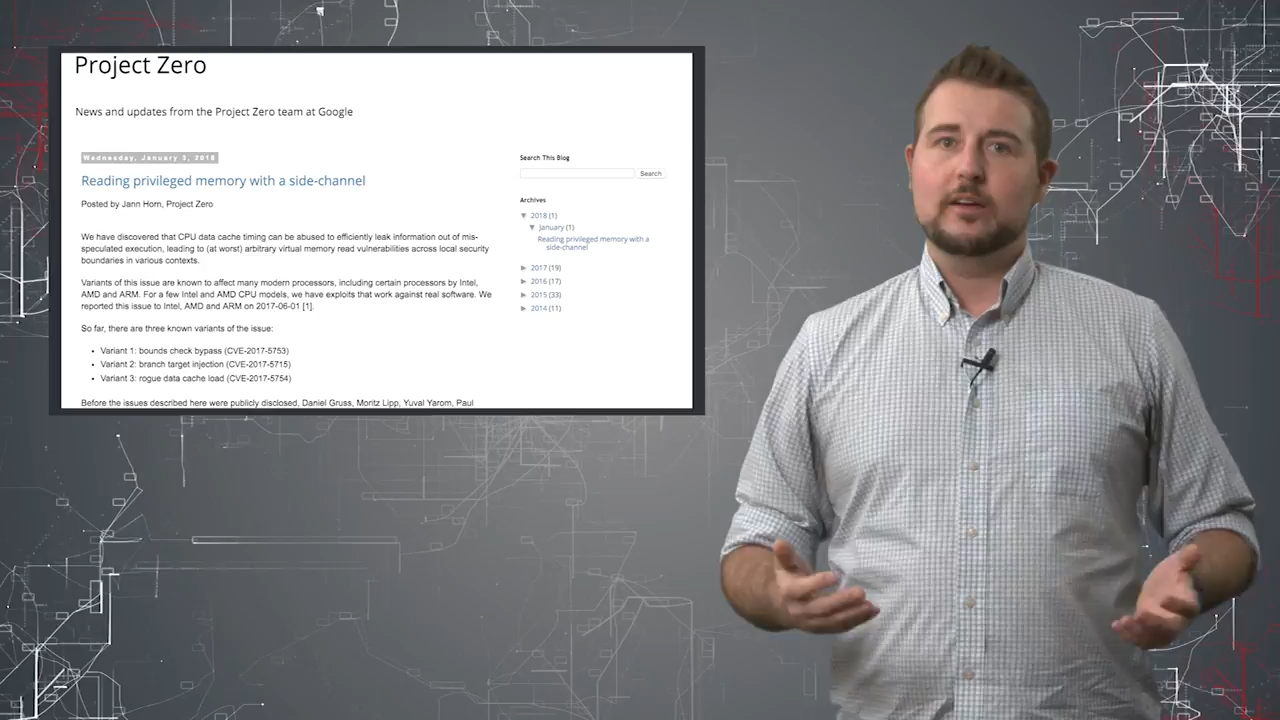 Project Zero
News and updates from the Project Zero team at Google
Wednesday, January 3, 2018
Reading privileged memory with a side-channel
Posted by Jann Horn, Project Zero
We have discovered that CPU data cache timing can be abused to efficiently leak information out of mis-
speculated execution, leading to (at worst) arbitrary virtual memory read vulnerabilities across local security
boundaries in various contexts.
Variants of this issue are known to affect many modern processors, including certain processors by Intel,
AMD and ARM. For a few Intel and AMD CPU models, we have exploits that work against real software. We
reported this issue to Intel, AMD and ARM on 2017-06-01 [1].
So far, there are three known variants of the issue:
• Variant 1: bounds check bypass (CVE-2017-5753)
• Variant 2: branch target injection (CVE-2017-5715)
• Variant 3: rogue data cache load (CVE-2017-5754)
Before the issues described here were publicly disclosed, Daniel Gruss, Moritz Lipp, Yuval Yarom, Paul
Search This Blog
Search
Archives
▼ 2018 (1)
▼ January (1)
Reading privileged memory with a
side-channel
► 2017 (19)
► 2016 (17)
► 2015 (33)
► 2014 (11)